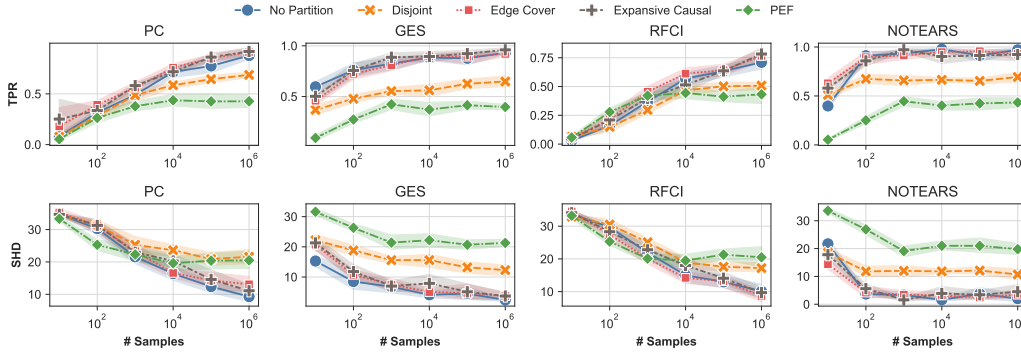 No Partition Disjoint Edge Cover Expansive Causal PEF
PC GES RFCI NOTEARS
TPR
0.5
0.0
10² 10⁴ 10⁶
1.0
0.5
10² 10⁴ 10⁶
0.75
0.50
0.25
0.00
10² 10⁴ 10⁶
1.0
0.5
0.0
10² 10⁴ 10⁶
PC GES RFCI NOTEARS
SHD
30
20
10
10² 10⁴ 10⁶
# Samples
30
20
10
10² 10⁴ 10⁶
# Samples
30
20
10
10² 10⁴ 10⁶
# Samples
40
30
20
10
0
10² 10⁴ 10⁶
# Samples